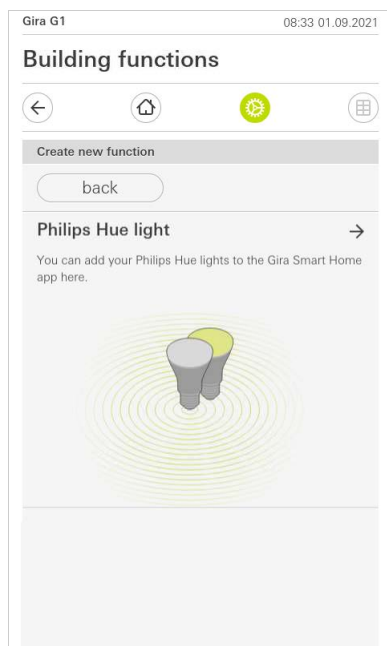 Gira G1
08:33 01.09.2021
Building functions
Create new function
back
Philips Hue light
You can add your Philips Hue lights to the Gira Smart Home
app here.